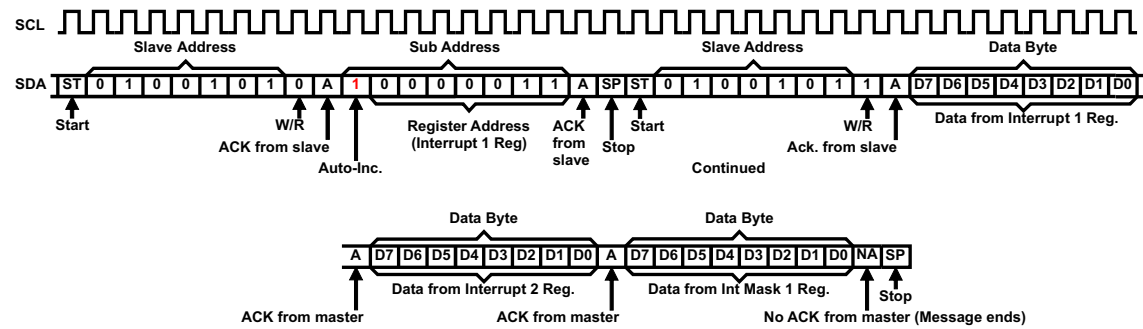 SCL
Slave Address Sub Address Slave Address Data Byte
SDA ST 0 1 0 0 1 0 1 0 A 1 0 0 0 0 0 1 1 A SP ST 0 1 0 0 1 0 1 1 A D7 D6 D5 D4 D3 D2 D1 D0
Start W/R Register Address ACK Start W/R Data from Interrupt 1 Reg.
ACK from slave (Interrupt 1 Reg) from Stop Ack. from slave
Auto-Inc. slave Continued
Data Byte Data Byte
A D7 D6 D5 D4 D3 D2 D1 D0 A D7 D6 D5 D4 D3 D2 D1 D0 NA SP
Data from Interrupt 2 Reg. Data from Int Mask 1 Reg. Stop
ACK from master ACK from master No ACK from master (Message ends)